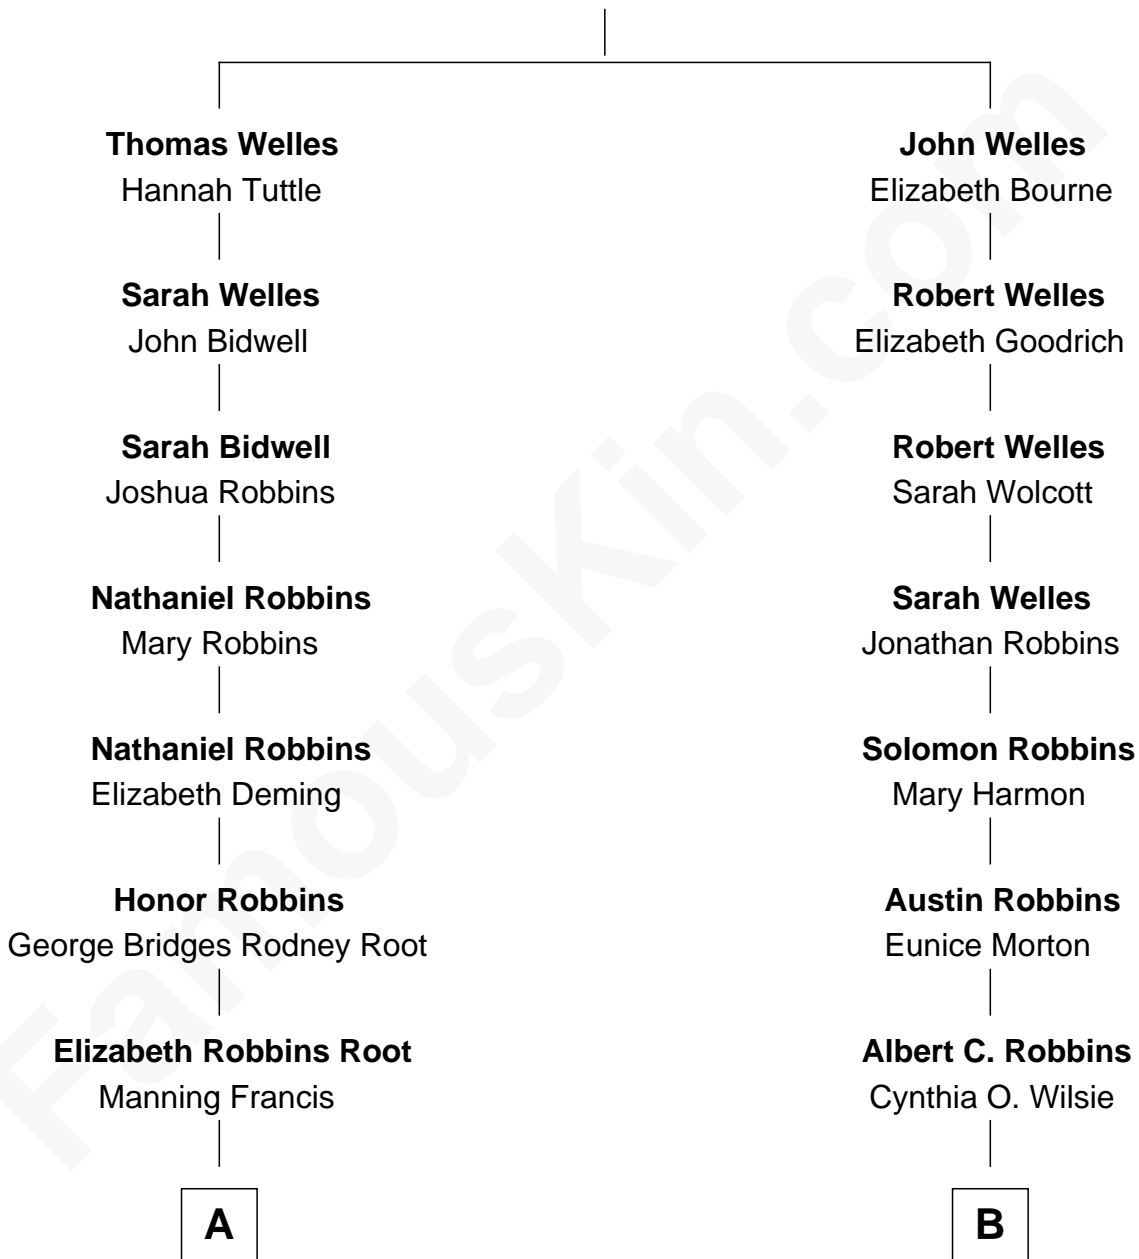 Thomas Welles
Hannah Tuttle
Sarah Welles
John Bidwell
Sarah Bidwell
Joshua Robbins
Nathaniel Robbins
Mary Robbins
Nathaniel Robbins
Elizabeth Deming
Honor Robbins
George Bridges Rodney Root
Elizabeth Robbins Root
Manning Francis
A
John Welles
Elizabeth Bourne
Robert Welles
Elizabeth Goodrich
Robert Welles
Sarah Wolcott
Sarah Welles
Jonathan Robbins
Solomon Robbins
Mary Harmon
Austin Robbins
Eunice Morton
Albert C. Robbins
Cynthia O. Wilsie
B
FamousKin.com